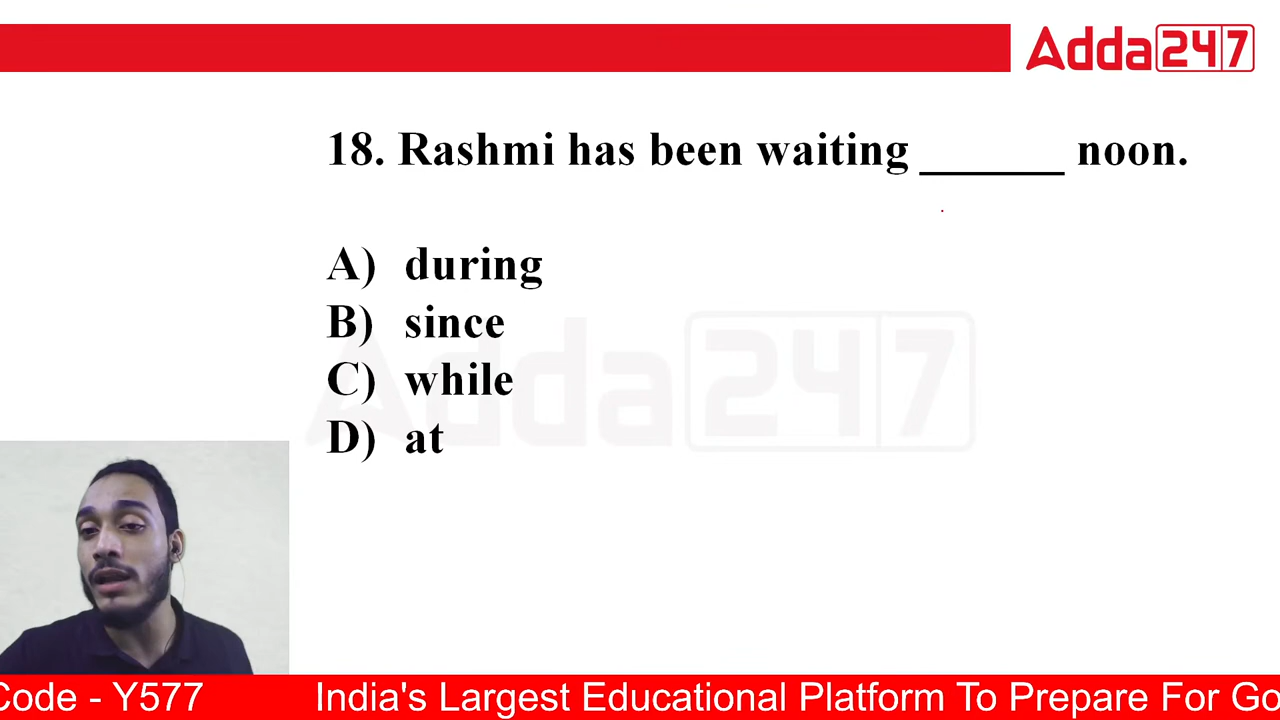 Adda247
18. Rashmi has been waiting ______ noon.
A) during
B) since
C) while
D) at
Adda247
Code - Y577 India's Largest Educational Platform To Prepare For Go